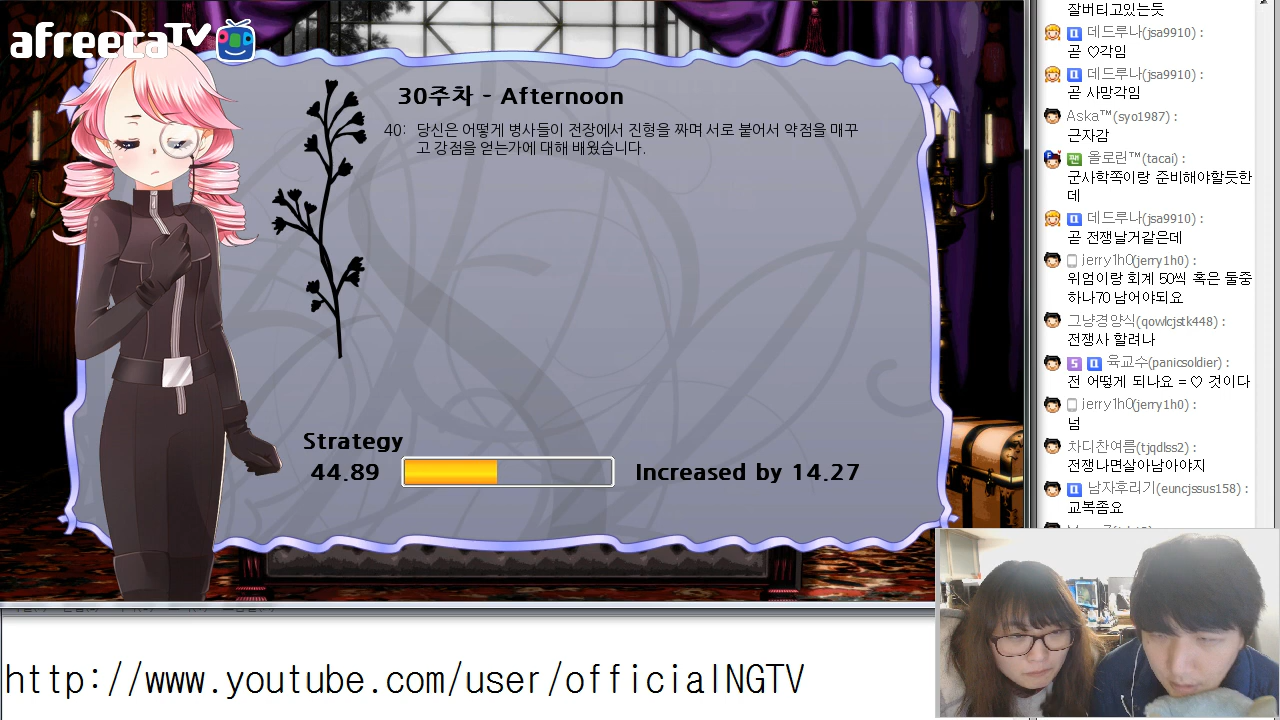 afreecaTV
30주차 - Afternoon
40: 당신은 어떻게 병사들이 전장에서 진형을 짜며 서로 붙어서 약점을 메꾸
고 강점을 얻는가에 대해 배웠습니다.
Strategy
44.89
Increased by 14.27
잘버티고있는듯
데드루나(jsa9910) :
곧 ♡각임
데드루나(jsa9910) :
곧 사망각임
Aska™(syo1987) :
근자감
팬 올로린™(tacai) :
군사학쪽이랑 준비해야할듯한
데
데드루나(jsa9910) :
곧 전쟁날거같은데
jerry1h0(jerry1h0) :
위엄이랑 회계 50씩 혹은 둘중
하나70 넘어야되요
그냥경양식(qowlcjstk448) :
전쟁사 할려나
S 육교수(panicsoldier) :
전 어떻게 되나요 = ♡ 것이다
jerry1h0(jerry1h0) :
넘
차디찬여름(tjqdlss2) :
전쟁나면살아남아야지
남자후리기(euncjssus158) :
교복좀요
http://www.youtube.com/user/officialNGTV